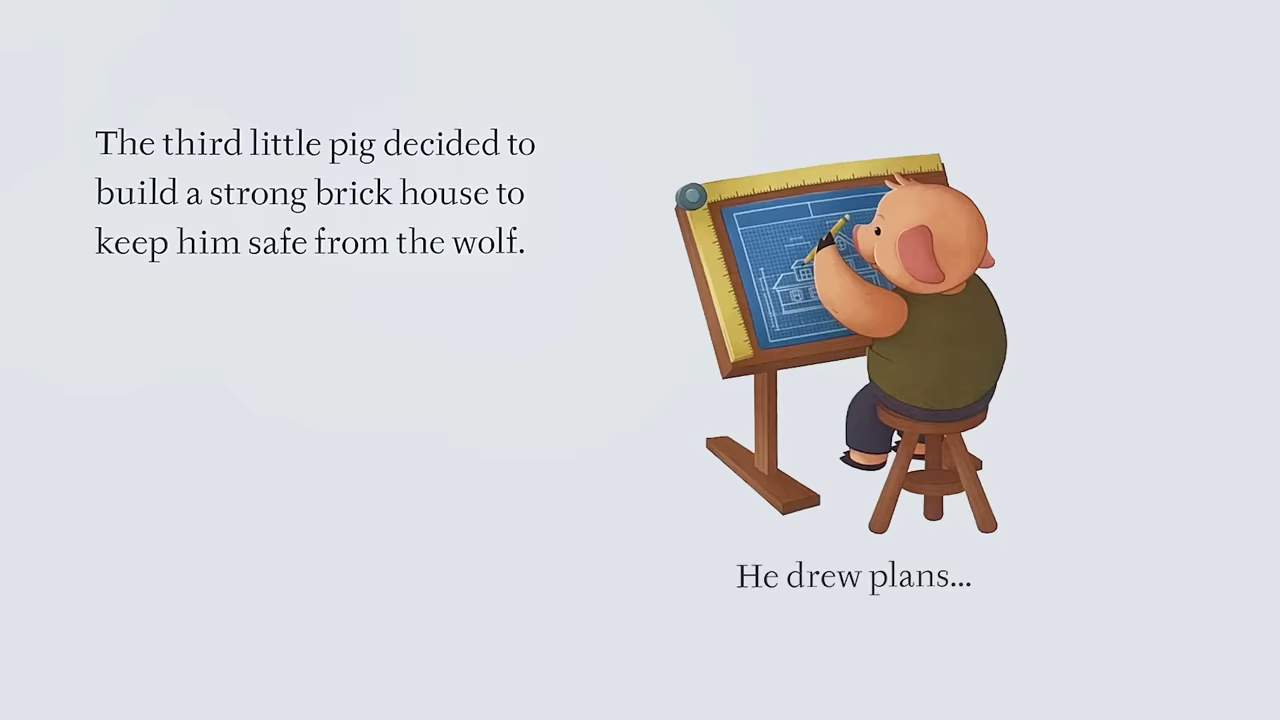 The third little pig decided to
build a strong brick house to
keep him safe from the wolf.
He drew plans...